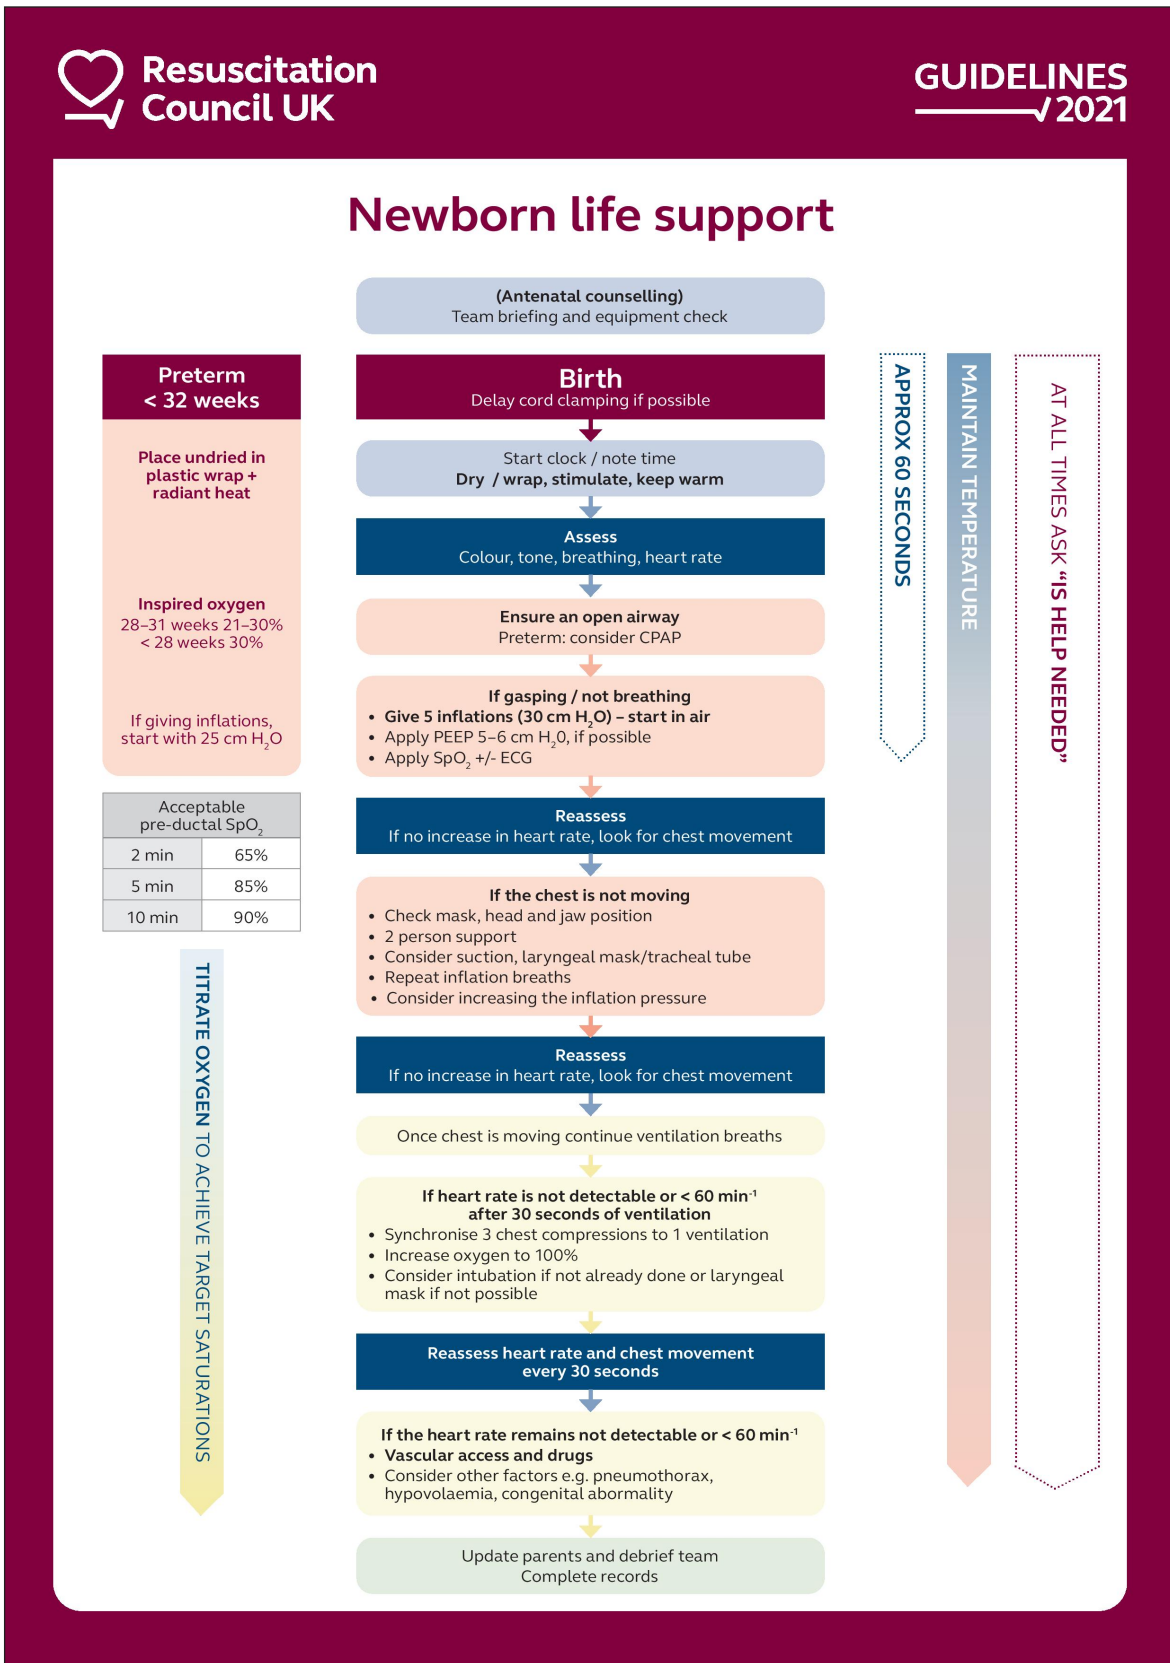 Resuscitation
Council UK
GUIDELINES
2021
Newborn life support
(Antenatal counselling)
Team briefing and equipment check
Preterm
< 32 weeks
Place undried in
plastic wrap +
radiant heat
Inspired oxygen
28–31 weeks 21–30%
< 28 weeks 30%
If giving inflations,
start with 25 cm H₂O
Acceptable
pre-ductal SpO₂
2 min 65%
5 min 85%
10 min 90%
TITRATE OXYGEN TO ACHIEVE TARGET SATURATIONS
Birth
Delay cord clamping if possible
Start clock / note time
Dry / wrap, stimulate, keep warm
Assess
Colour, tone, breathing, heart rate
Ensure an open airway
Preterm: consider CPAP
If gasping / not breathing
• Give 5 inflations (30 cm H₂O) – start in air
• Apply PEEP 5–6 cm H₂0, if possible
• Apply SpO₂ +/- ECG
Reassess
If no increase in heart rate, look for chest movement
If the chest is not moving
• Check mask, head and jaw position
• 2 person support
• Consider suction, laryngeal mask/tracheal tube
• Repeat inflation breaths
• Consider increasing the inflation pressure
Reassess
If no increase in heart rate, look for chest movement
Once chest is moving continue ventilation breaths
If heart rate is not detectable or < 60 min⁻¹
after 30 seconds of ventilation
• Synchronise 3 chest compressions to 1 ventilation
• Increase oxygen to 100%
• Consider intubation if not already done or laryngeal
mask if not possible
Reassess heart rate and chest movement
every 30 seconds
If the heart rate remains not detectable or < 60 min⁻¹
• Vascular access and drugs
• Consider other factors e.g. pneumothorax,
hypovolaemia, congenital abormality
Update parents and debrief team
Complete records
APPROX 60 SECONDS
MAINTAIN TEMPERATURE
AT ALL TIMES ASK “IS HELP NEEDED”